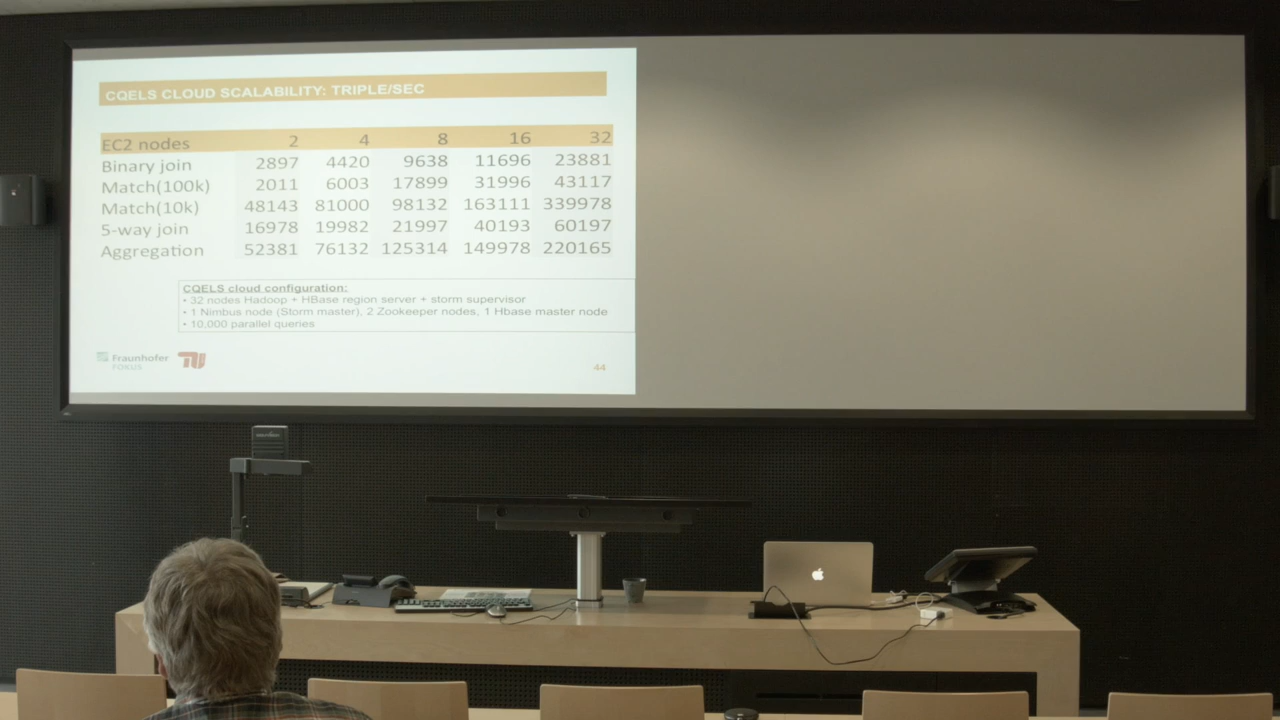 CQELS CLOUD SCALABILITY: TRIPLE/SEC
EC2 nodes 2 4 8 16 32
Binary join 2897 4420 9638 11696 23881
Match(100k) 2011 6003 17899 31996 43117
Match(10k) 48143 81000 98132 163111 339978
5-way join 16978 19982 21997 40193 60197
Aggregation 52381 76132 125314 149978 220165
CQELS cloud configuration:
• 32 nodes Hadoop + HBase region server + storm supervisor
• 1 Nimbus node (Storm master), 2 Zookeeper nodes, 1 Hbase master node
• 10.000 parallel queries
Fraunhofer
FOKUS
44